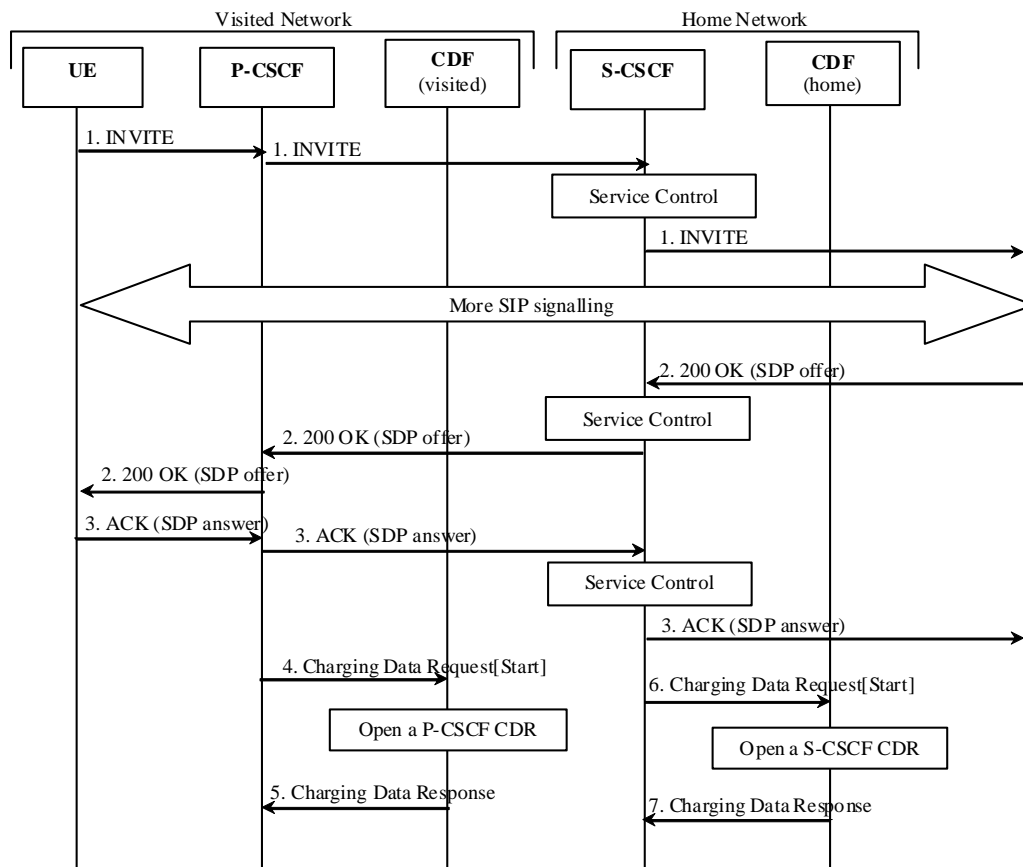 Visited Network
Home Network
UE
P-CSCF
CDF
(visited)
S-CSCF
CDF
(home)
1. INVITE
1. INVITE
Service Control
1. INVITE
More SIP signalling
2. 200 OK (SDP offer)
Service Control
2. 200 OK (SDP offer)
2. 200 OK (SDP offer)
3. ACK (SDP answer)
3. ACK (SDP answer)
Service Control
3. ACK (SDP answer)
4. Charging Data Request[Start]
6. Charging Data Request[Start]
Open a P-CSCF CDR
Open a S-CSCF CDR
5. Charging Data Response
7. Charging Data Response